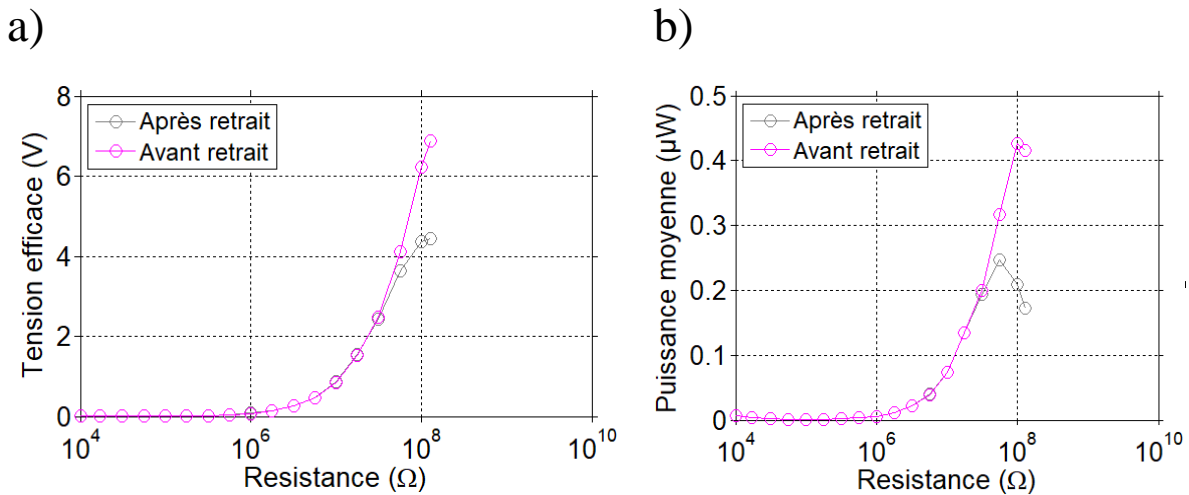 a)
8
6
4
2
0
Tension efficace (V)
Après retrait
Avant retrait
10^4
10^6
10^8
10^10
Resistance (Ω)
b)
0.5
0.4
0.3
0.2
0.1
0
Puissance moyenne (µW)
Après retrait
Avant retrait
10^4
10^6
10^8
10^10
Resistance (Ω)